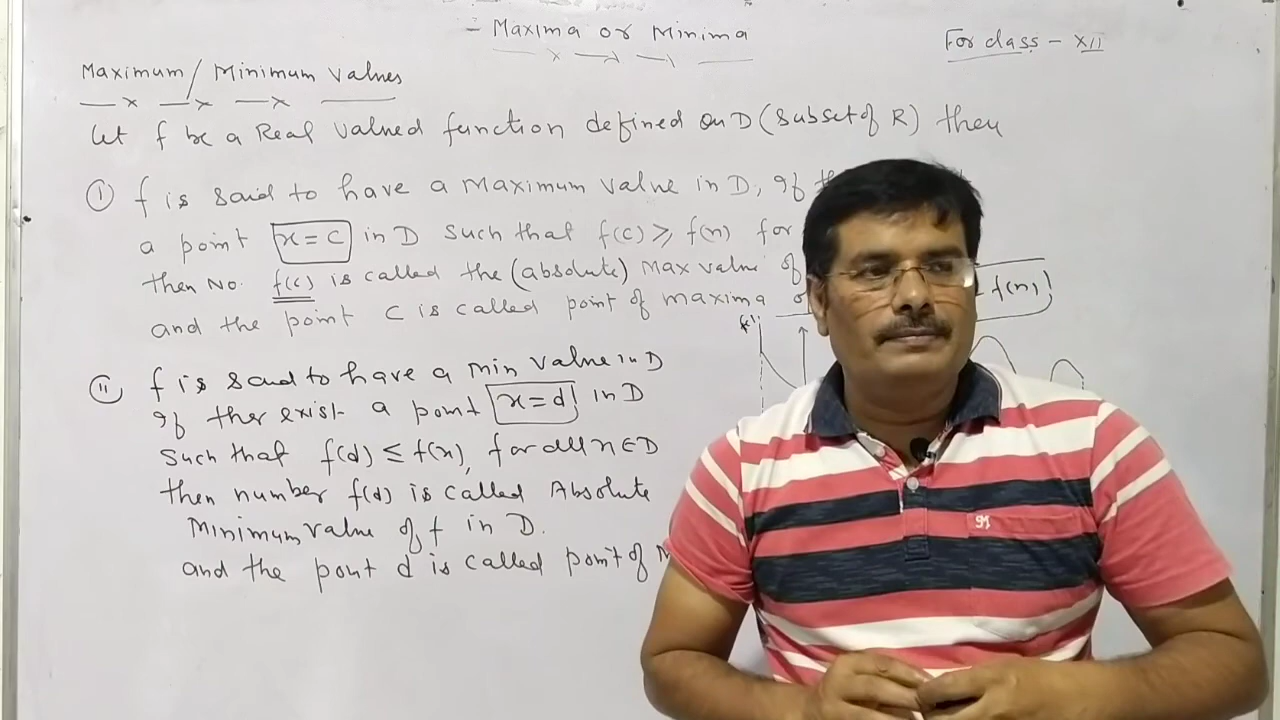 - Maxima or Minima
For class - XII
Maximum / Minimum values
Let f be a Real valued function defined on D (subset of R) then
(i) f is said to have a Maximum value in D, if
a point x = c in D such that f(c) ≥ f(x) for
then No. f(c) is called the (absolute) Max value of
and the point c is called point of maxima
f(x)
(ii) f is said to have a min value in D
if ther exist a point x = d in D
such that f(d) ≤ f(x), for all x ∈ D
then number f(d) is called Absolute
Minimum value of f in D.
and the point d is called point of